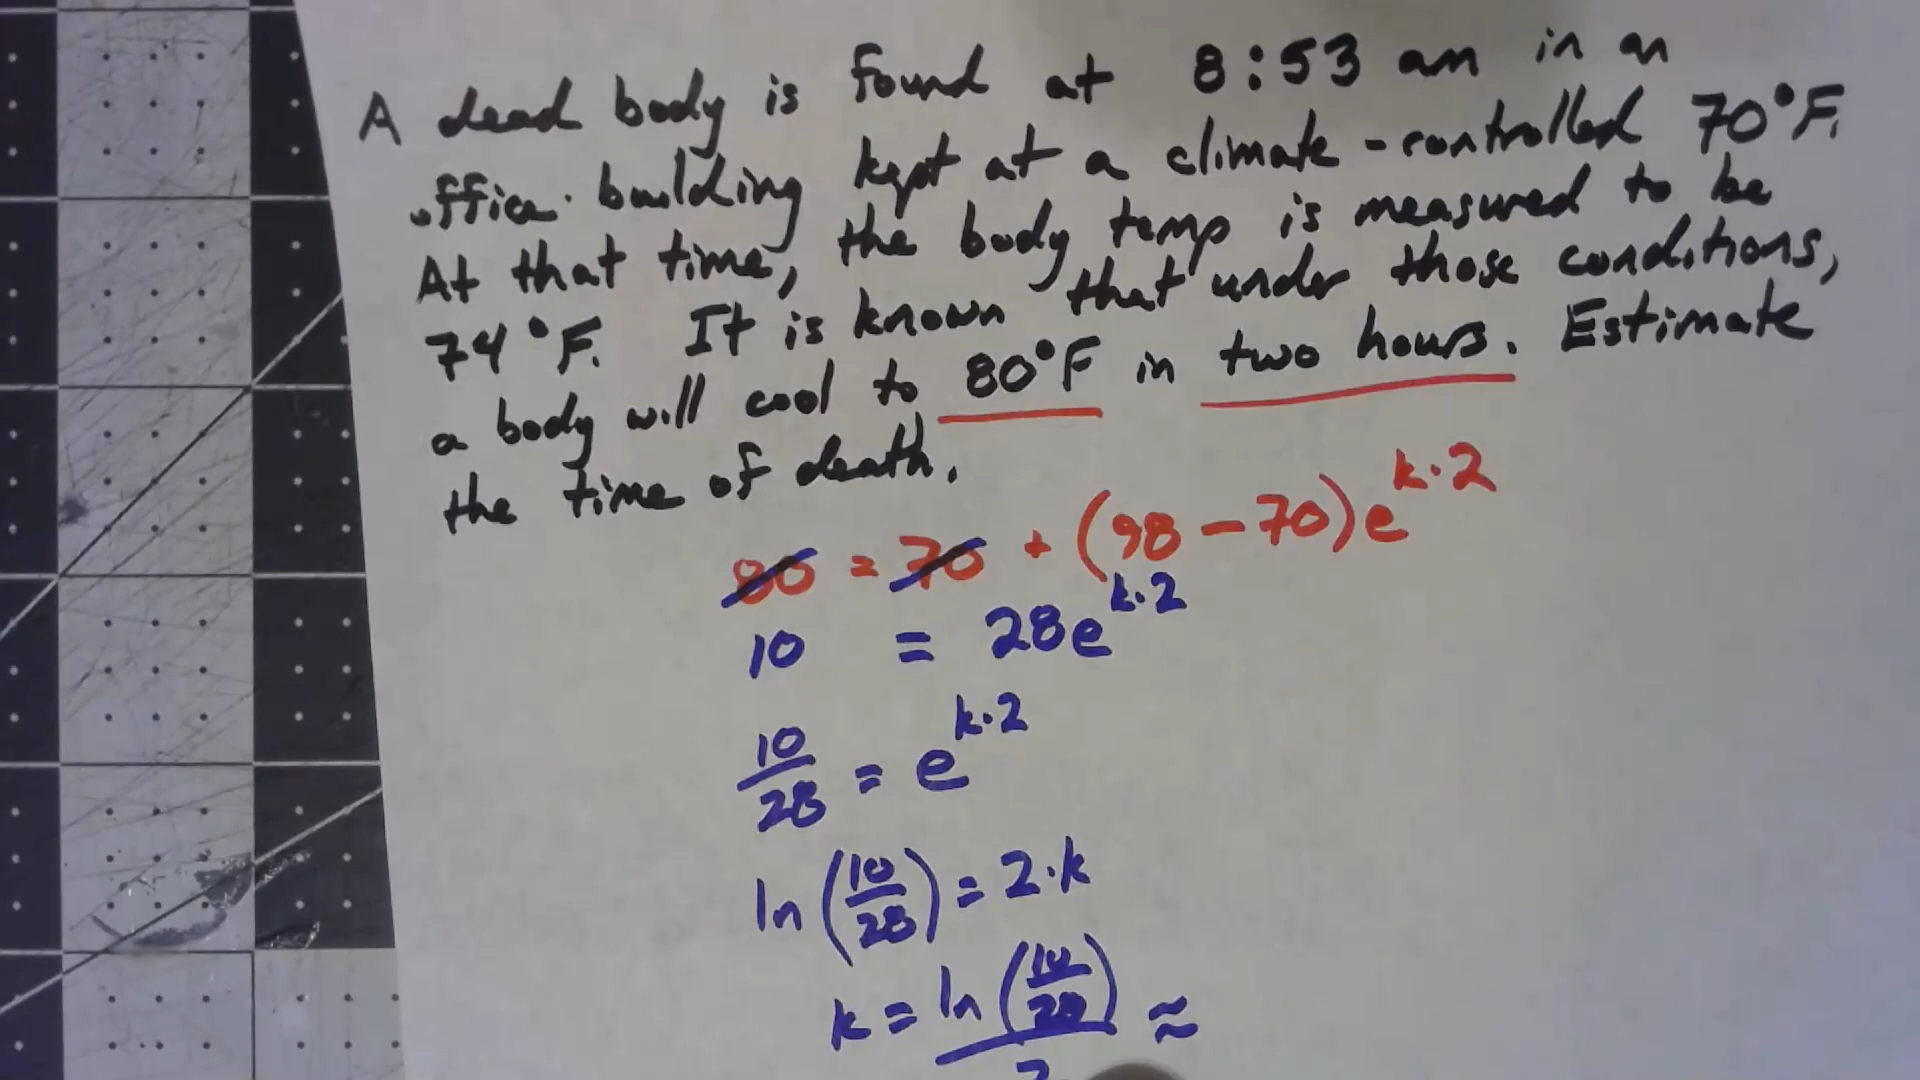 A dead body is found at 8:53 am in an
office building kept at a climate-controlled 70°F.
At that time, the body temp is measured to be
74°F. It is known that under those conditions,
a body will cool to 80°F in two hours. Estimate
the time of death.
80 = 70 + (98 - 70)e^{k·2}
10 = 28e^{k·2}
10/28 = e^{k·2}
ln(10/28) = 2·k
k = ln(10/28)/2 ≈